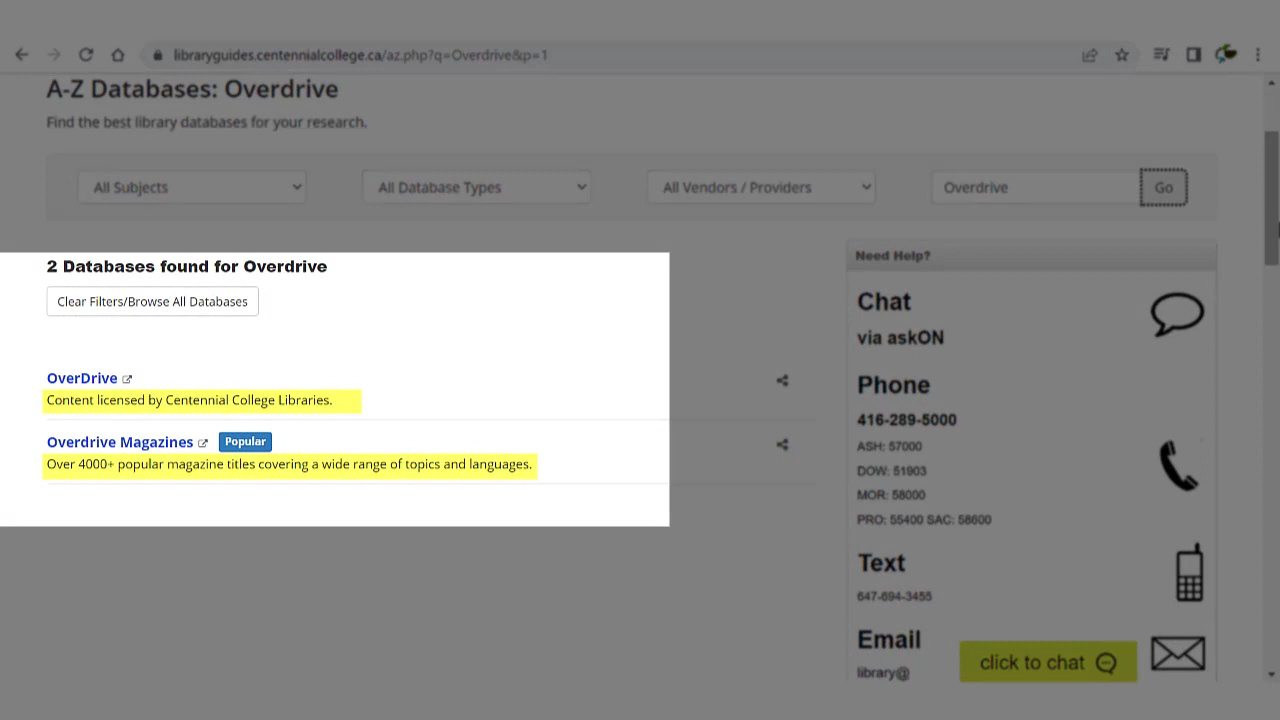 libraryguides.centennialcollege.ca/az.php?q=Overdrive&p=1
A-Z Databases: Overdrive
Find the best library databases for your research.
All Subjects
All Database Types
All Vendors / Providers
Overdrive
Go
2 Databases found for Overdrive
Clear Filters/Browse All Databases
OverDrive
Content licensed by Centennial College Libraries.
Overdrive Magazines Popular
Over 4000+ popular magazine titles covering a wide range of topics and languages.
Need Help?
Chat
via askON
Phone
416-289-5000
ASH: 57000
DOW: 51903
MOR: 58000
PRO: 55400 SAC: 58600
Text
647-694-3455
Email
library@
click to chat